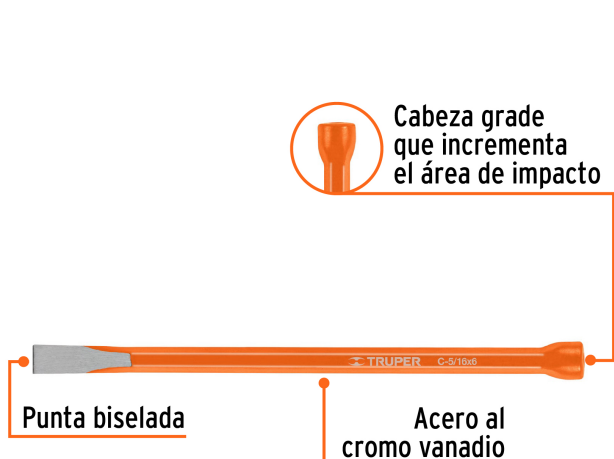 Cabeza grade
que incrementa
el área de impacto
TRUPER C-5/16x6
Punta biselada
Acero al
cromo vanadio